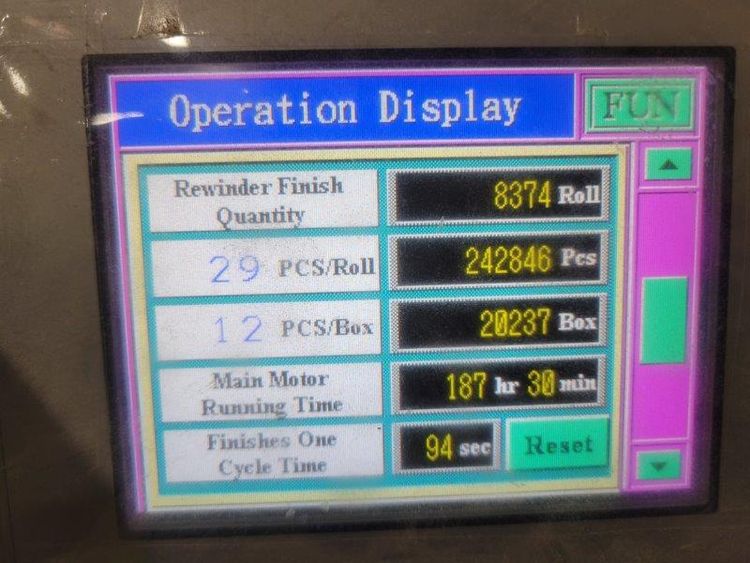 Operation Display
FUN
Rewinder Finish
Quantity
8374 Roll
29 PCS/Roll
242846 Pcs
12 PCS/Box
20237 Box
Main Motor
Running Time
187 hr 30 min
Finishes One
Cycle Time
94 sec
Reset